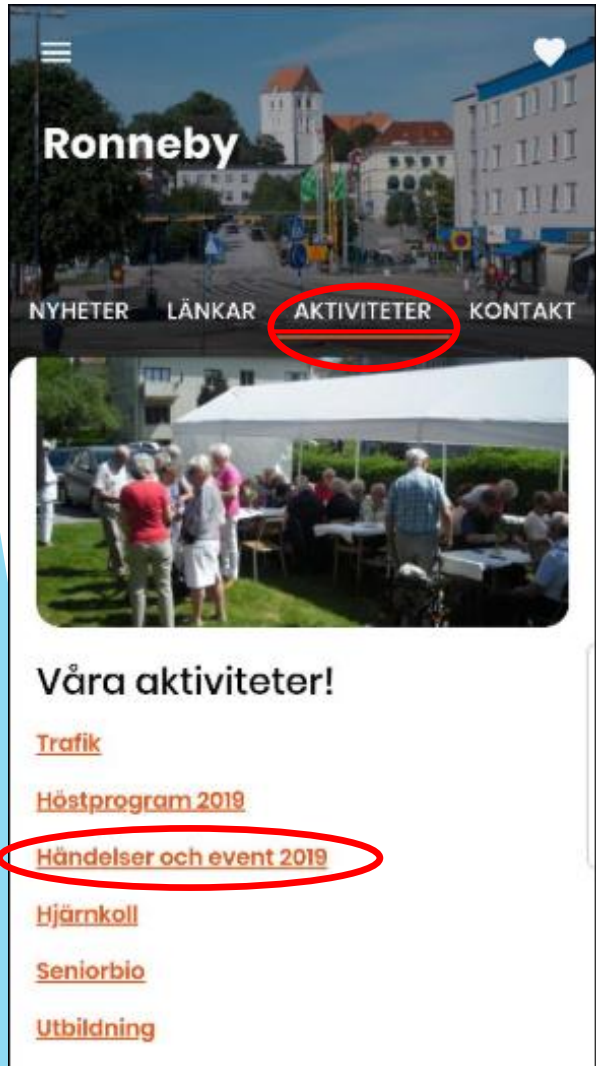 Ronneby
NYHETER LÄNKAR AKTIVITETER KONTAKT
Våra aktiviteter!
Trafik
Höstprogram 2019
Händelser och event 2019
Hjärnkoll
Seniorbio
Utbildning